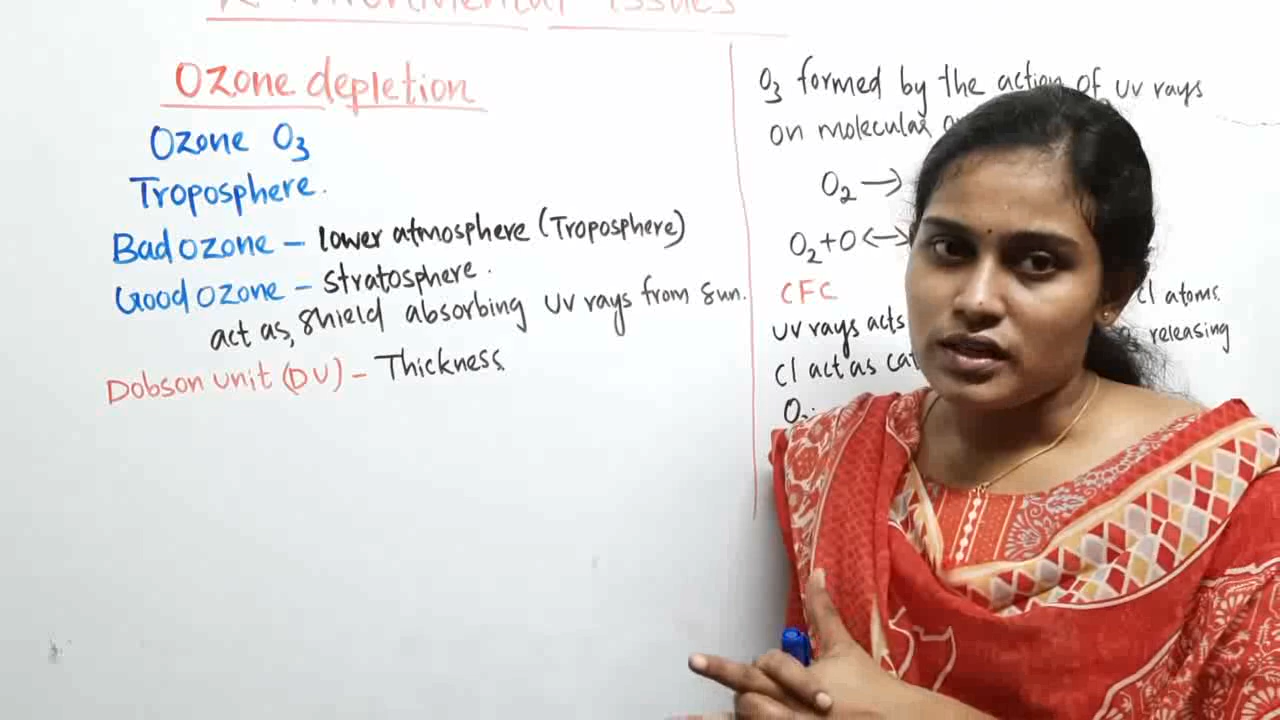 Issues
Ozone depletion
Ozone O3
Troposphere.
Bad ozone – lower atmosphere (Troposphere)
Good ozone – stratosphere.
act as, shield absorbing UV rays from sun.
Dobson unit (DU) – Thickness
O3 formed by the action of UV rays
on molecular
O2 →
O2 + O ↔
CFC Cl atoms.
UV rays acts releasing
Cl act as